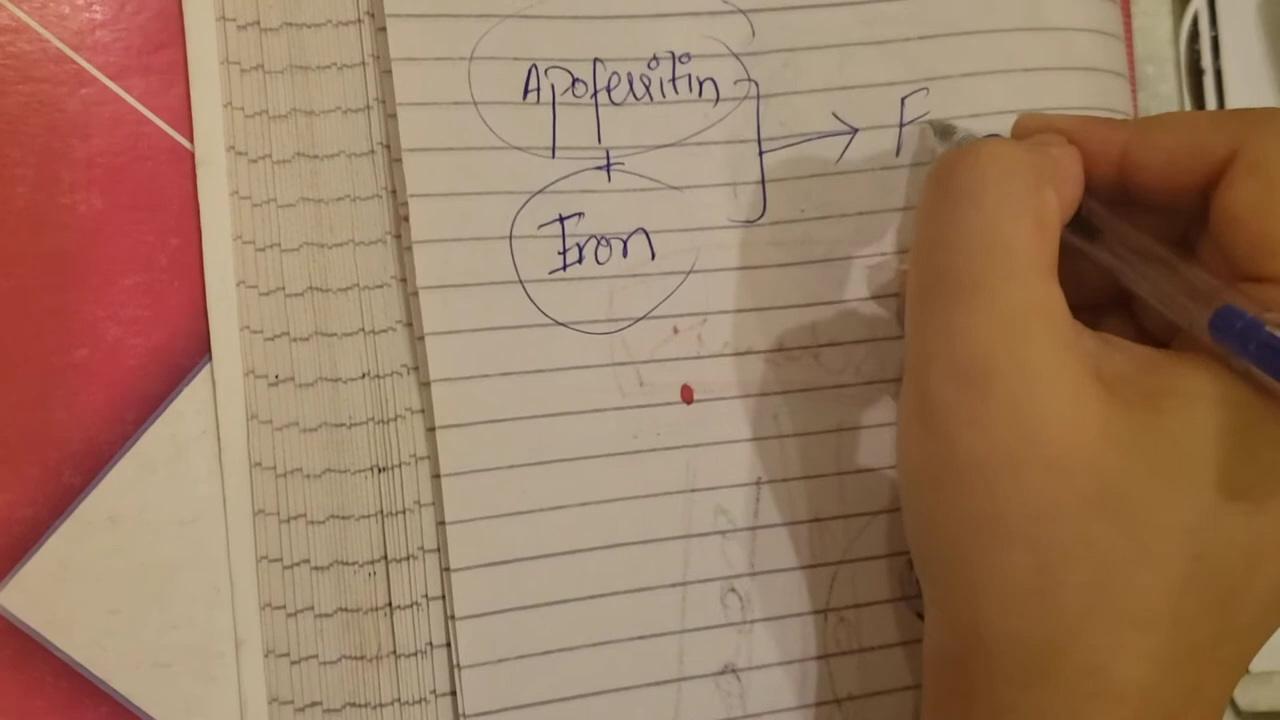 Apoferritin
+
Iron
→ F